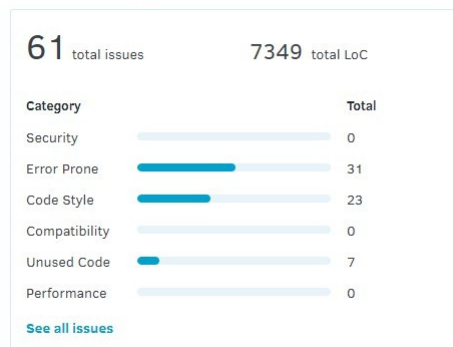 61 total issues 7349 total LoC
Category Total
Security 0
Error Prone 31
Code Style 23
Compatibility 0
Unused Code 7
Performance 0
See all issues